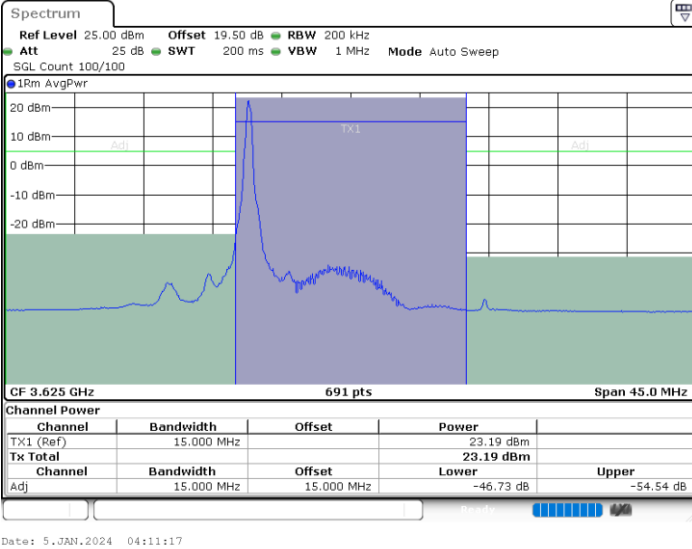 Spectrum
Ref Level 25.00 dBm Offset 19.50 dB RBW 200 kHz
Att 25 dB SWT 200 ms VBW 1 MHz Mode Auto Sweep
SGL Count 100/100
1Rm AvgPwr
20 dBm
TX1
10 dBm
Adj Adj
0 dBm
-10 dBm
-20 dBm
CF 3.625 GHz 691 pts Span 45.0 MHz
Channel Power
Channel Bandwidth Offset Power
TX1 (Ref) 15.000 MHz 23.19 dBm
Tx Total 23.19 dBm
Channel Bandwidth Offset Lower Upper
Adj 15.000 MHz 15.000 MHz -46.73 dB -54.54 dB
Ready
Date: 5.JAN.2024 04:11:17